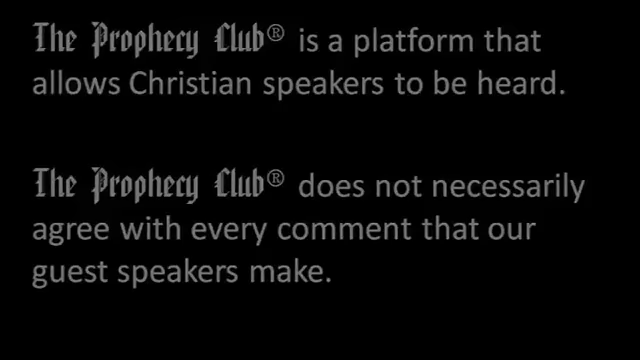 The Prophecy Club® is a platform that
allows Christian speakers to be heard.
The Prophecy Club® does not necessarily
agree with every comment that our
guest speakers make.